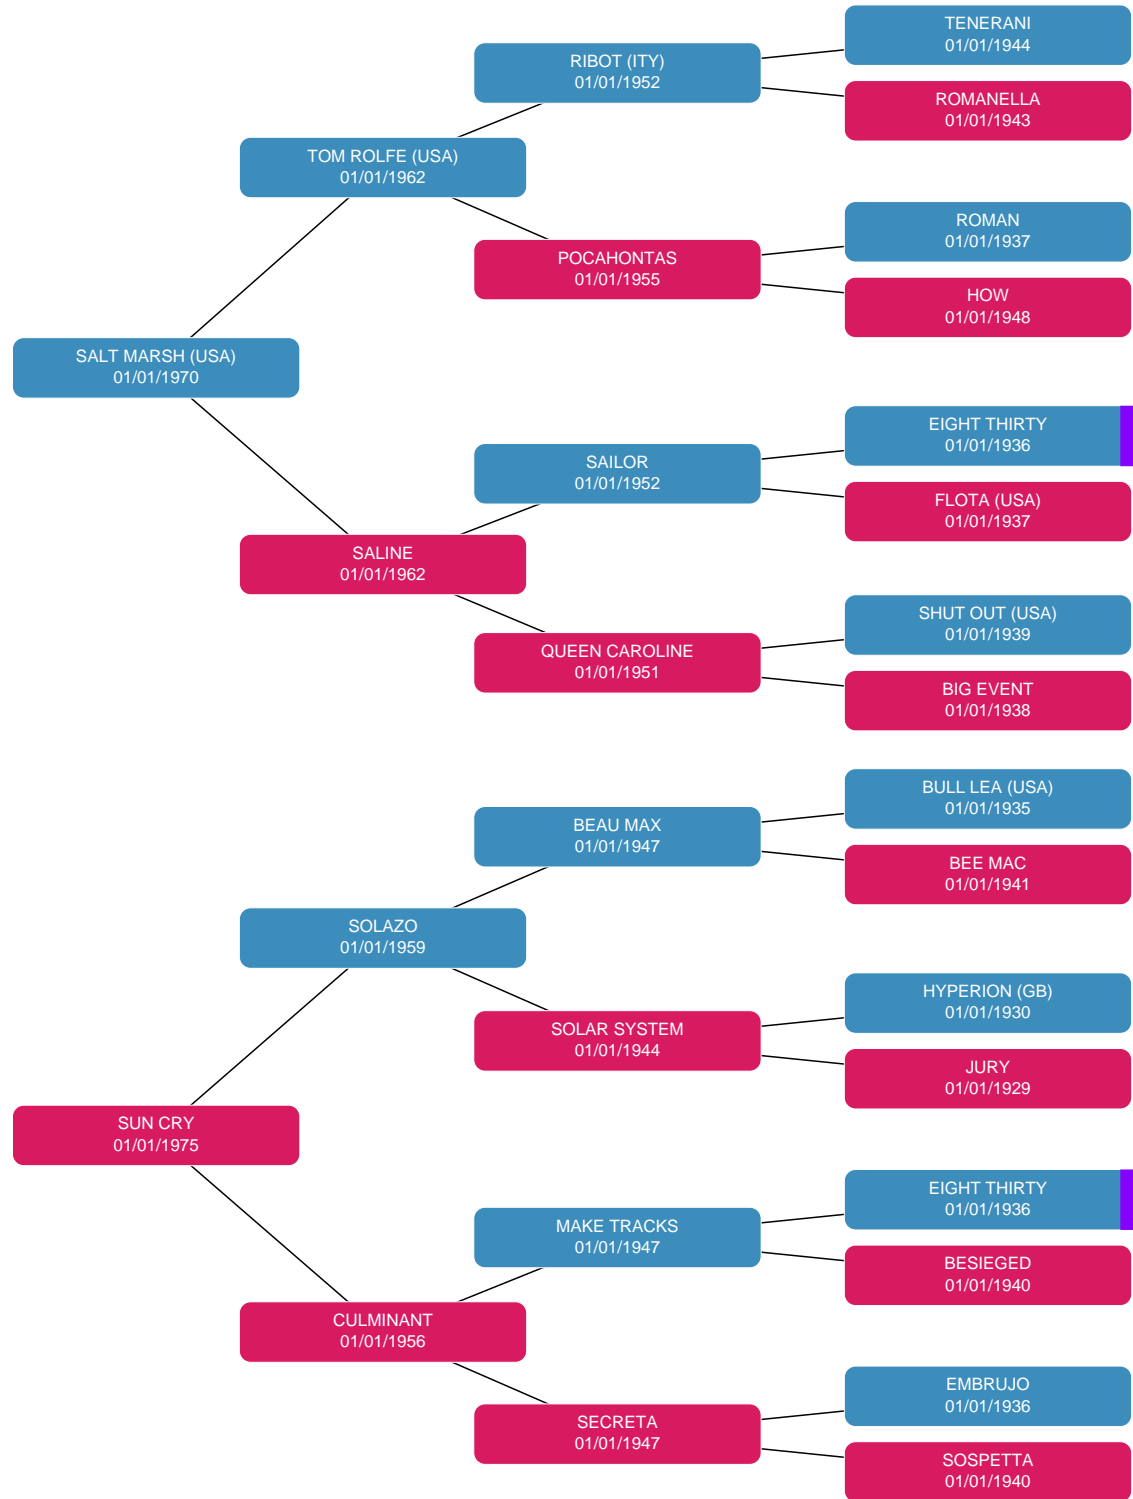 TENERANI
01/01/1944
RIBOT (ITY)
01/01/1952
ROMANELLA
01/01/1943
TOM ROLFE (USA)
01/01/1962
ROMAN
01/01/1937
POCAHONTAS
01/01/1955
HOW
01/01/1948
SALT MARSH (USA)
01/01/1970
EIGHT THIRTY
01/01/1936
SAILOR
01/01/1952
FLOTA (USA)
01/01/1937
SALINE
01/01/1962
SHUT OUT (USA)
01/01/1939
QUEEN CAROLINE
01/01/1951
BIG EVENT
01/01/1938
BULL LEA (USA)
01/01/1935
BEAU MAX
01/01/1947
BEE MAC
01/01/1941
SOLAZO
01/01/1959
HYPERION (GB)
01/01/1930
SOLAR SYSTEM
01/01/1944
JURY
01/01/1929
SUN CRY
01/01/1975
EIGHT THIRTY
01/01/1936
MAKE TRACKS
01/01/1947
BESIEGED
01/01/1940
CULMINANT
01/01/1956
EMBRUJO
01/01/1936
SECRETA
01/01/1947
SOSPETTA
01/01/1940